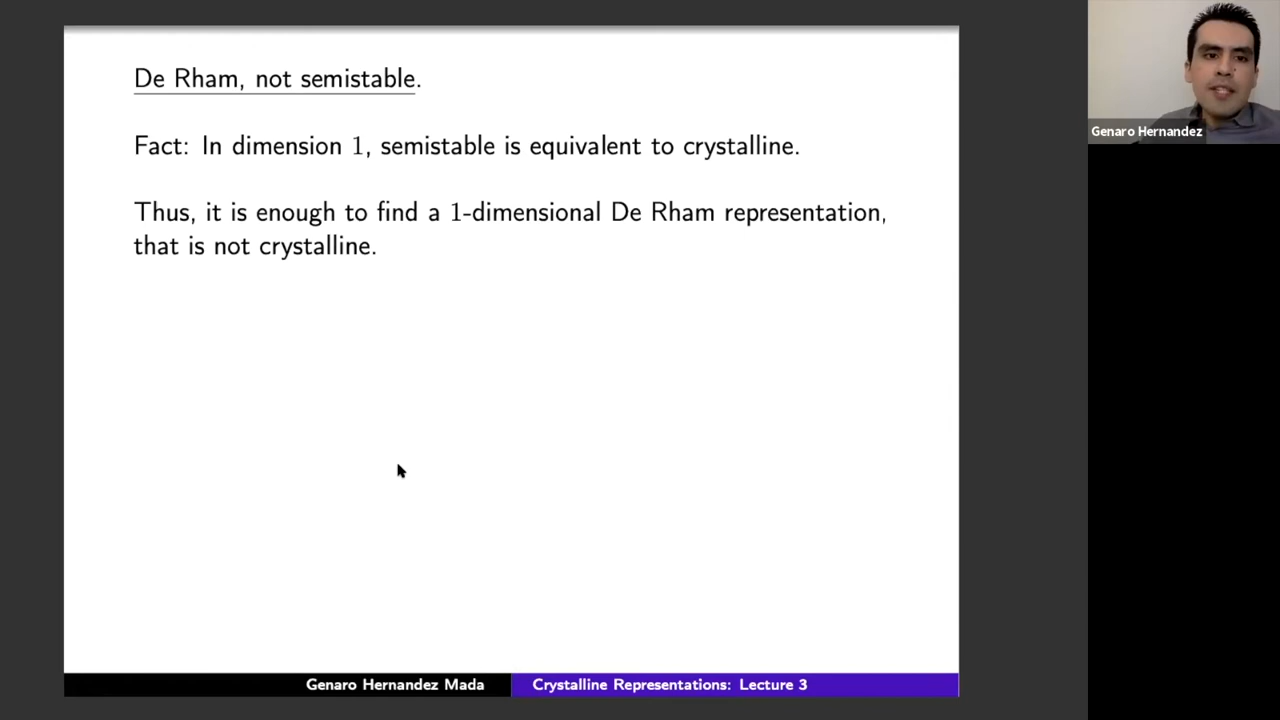 De Rham, not semistable.
Fact: In dimension 1, semistable is equivalent to crystalline.
Thus, it is enough to find a 1-dimensional De Rham representation,
that is not crystalline.
Genaro Hernandez
Genaro Hernandez Mada
Crystalline Representations: Lecture 3